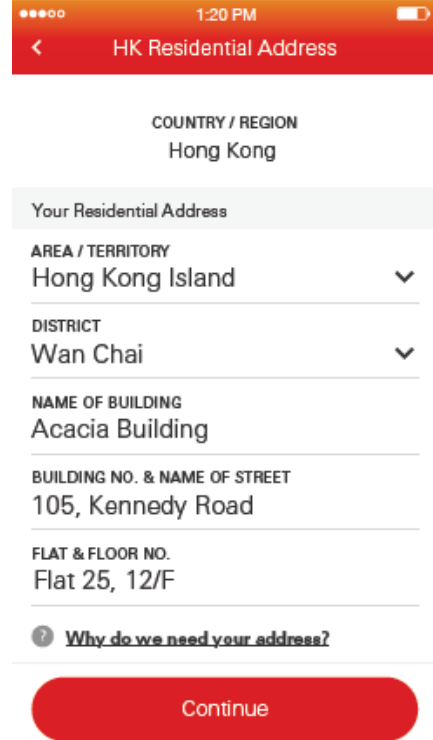 1:20 PM
HK Residential Address
COUNTRY / REGION
Hong Kong
Your Residential Address
AREA / TERRITORY
Hong Kong Island
DISTRICT
Wan Chai
NAME OF BUILDING
Acacia Building
BUILDING NO. & NAME OF STREET
105, Kennedy Road
FLAT & FLOOR NO.
Flat 25, 12/F
? Why do we need your address?
Continue